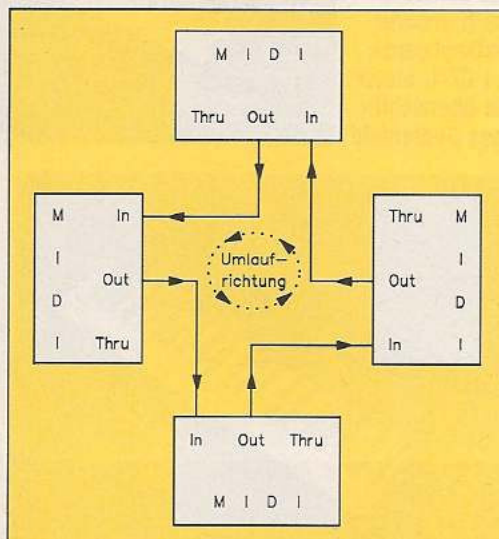 M I D I
Thru Out In
M In
I
Out
D
I Thru
Umlauf-
richtung
Thru M
I
Out
D
In I
In Out Thru
M I D I